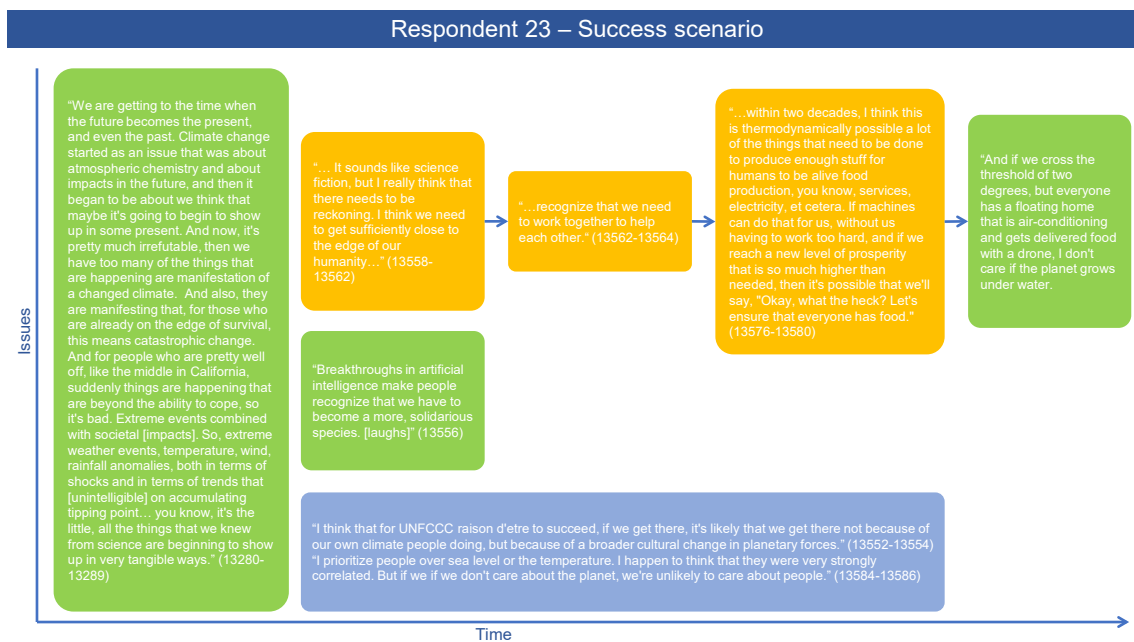 Respondent 23 – Success scenario
Issues
“We are getting to the time when
the future becomes the present,
and even the past. Climate change
started as an issue that was about
atmospheric chemistry and about
impacts in the future, and then it
began to be about we think that
maybe it's going to begin to show
up in some present. And now, it's
pretty much irrefutable, then we
have too many of the things that
are happening are manifestation of
a changed climate.  And also, they
are manifesting that, for those who
are already on the edge of survival,
this means catastrophic change.
And for people who are pretty well
off, like the middle in California,
suddenly things are happening that
are beyond the ability to cope, so
it's bad. Extreme events combined
with societal [impacts]. So, extreme
weather events, temperature, wind,
rainfall anomalies, both in terms of
shocks and in terms of trends that
[unintelligible] on accumulating
tipping point… you know, it's the
little, all the things that we knew
from science are beginning to show
up in very tangible ways.” (13280-
13289)
“… It sounds like science
fiction, but I really think that
there needs to be
reckoning. I think we need
to get sufficiently close to
the edge of our
humanity…” (13558-
13562)
“…recognize that we need
to work together to help
each other.” (13562-13564)
“…within two decades, I think this
is thermodynamically possible a lot
of the things that need to be done
to produce enough stuff for
humans to be alive food
production, you know, services,
electricity, et cetera. If machines
can do that for us, without us
having to work too hard, and if we
reach a new level of prosperity
that is so much higher than
needed, then it's possible that we'll
say, "Okay, what the heck? Let's
ensure that everyone has food."
(13576-13580)
“And if we cross the
threshold of two
degrees, but everyone
has a floating home
that is air-conditioning
and gets delivered food
with a drone, I don't
care if the planet grows
under water.
“Breakthroughs in artificial
intelligence make people
recognize that we have to
become a more, solidarious
species. [laughs]” (13556)
“I think that for UNFCCC raison d'etre to succeed, if we get there, it's likely that we get there not because of
our own climate people doing, but because of a broader cultural change in planetary forces.” (13552-13554)
“I prioritize people over sea level or the temperature. I happen to think that they were very strongly
correlated. But if we if we don't care about the planet, we're unlikely to care about people.” (13584-13586)
Time